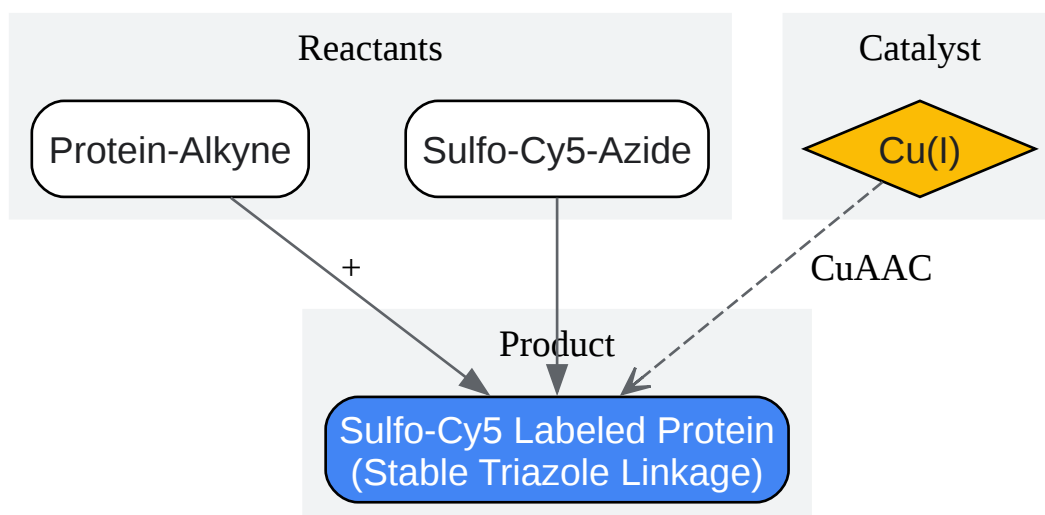 Reactants
Catalyst
Protein-Alkyne
Sulfo-Cy5-Azide
Cu(I)
+
CuAAC
Product
Sulfo-Cy5 Labeled Protein
(Stable Triazole Linkage)